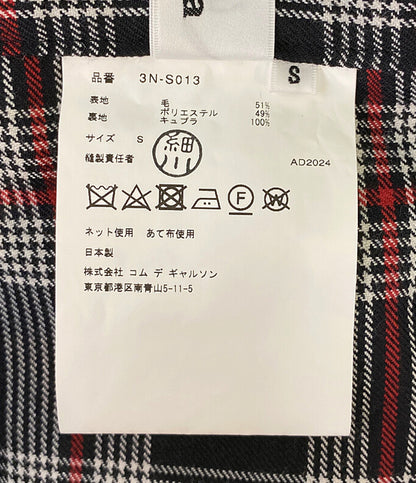 a
S
品番 3N-S013
表地 毛 51%
ポリエステル 49%
裏地 キュプラ 100%
サイズ S
細川
縫製責任者
AD2024
F
W
ネット使用 あて布使用
日本製
株式会社 コム デ ギャルソン
東京都港区南青山5-11-5